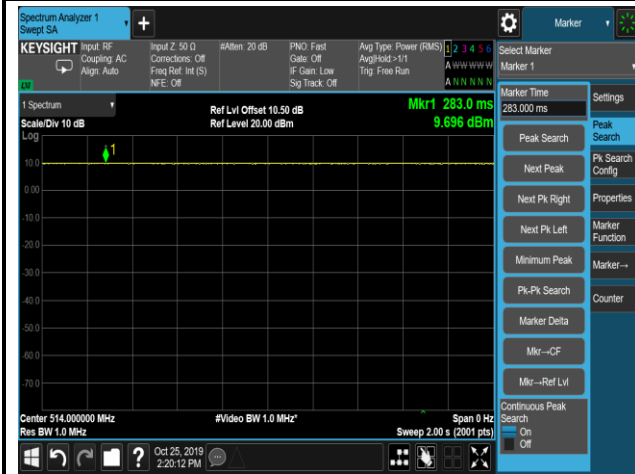 Spectrum Analyzer 1
Swept SA
+
Marker
KEYSIGHT
Input: RF
Coupling: AC
Align: Auto
Input Z: 50 Ω
Corrections: Off
Freq Ref: Int (S)
NFE: Off
#Atten: 20 dB
PNO: Fast
Gate: Off
IF Gain: Low
Sig Track: Off
Avg Type: Power (RMS)
Avg|Hold:>1/1
Trig: Free Run
1 2 3 4 5 6
A W W W W W
A N N N N N
Select Marker
Marker 1
1 Spectrum
Scale/Div 10 dB
Log
Ref Lvl Offset 10.50 dB
Ref Level 20.00 dBm
Mkr1 283.0 ms
9.696 dBm
1
10.0
0.00
-10.0
-20.0
-30.0
-40.0
-50.0
-60.0
-70.0
Center 514.000000 MHz
Res BW 1.0 MHz
#Video BW 1.0 MHz*
Span 0 Hz
Sweep 2.00 s (2001 pts)
Marker Time
283.000 ms
Peak Search
Next Peak
Next Pk Right
Next Pk Left
Minimum Peak
Pk-Pk Search
Marker Delta
Mkr→CF
Mkr→Ref Lvl
Continuous Peak
Search
On
Off
Settings
Peak
Search
Pk Search
Config
Properties
Marker
Function
Marker→
Counter
?
Oct 25, 2019
2:20:12 PM